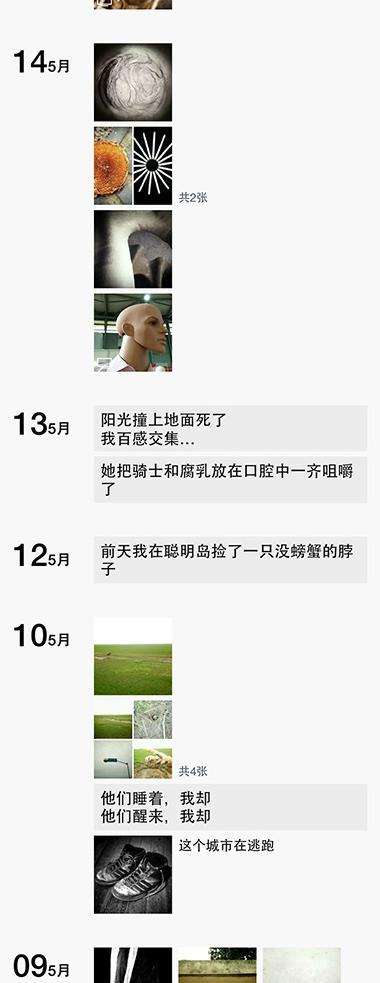 14 5月
共2张
13 5月
阳光撞上地面死了
我百感交集...
她把骑士和腐乳放在口腔中一齐咀嚼
了
12 5月
前天我在聪明岛捡了一只没螃蟹的脖
子
10 5月
共4张
他们睡着，我却
他们醒来，我却
这个城市在逃跑
09 5月